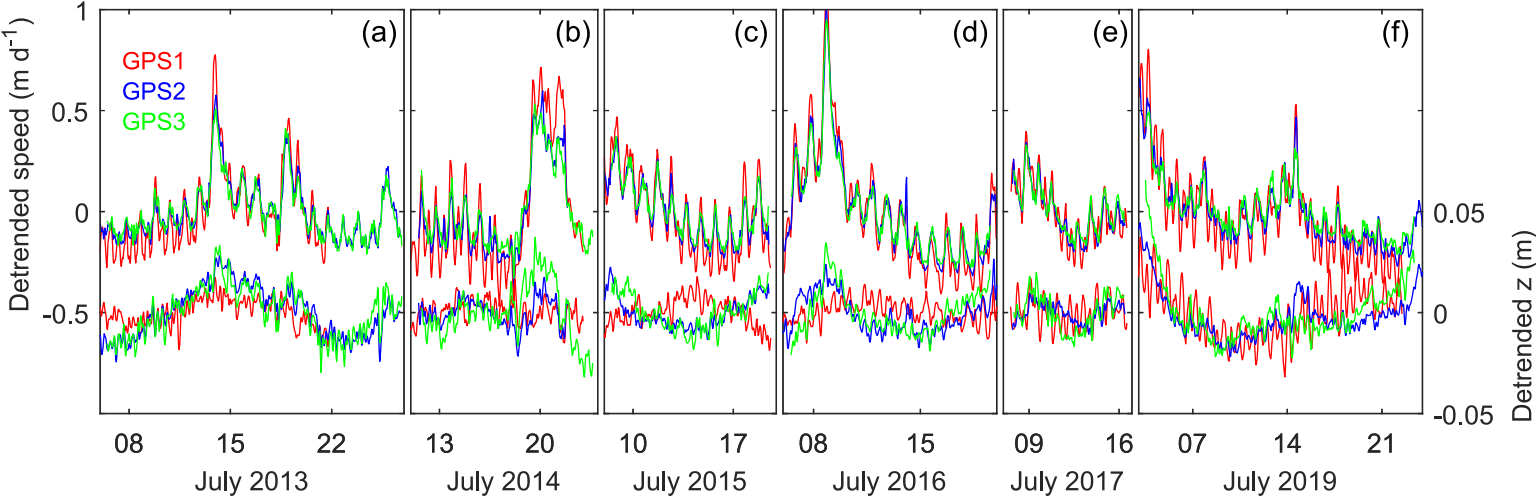 Detrended speed (m d-1)
1
0.5
0
-0.5
GPS1
GPS2
GPS3
(a)
(b)
(c)
(d)
(e)
(f)
0.05
0
-0.05
Detrended z (m)
08 15 22
13 20
10 17
08 15
09 16
07 14 21
July 2013
July 2014
July 2015
July 2016
July 2017
July 2019